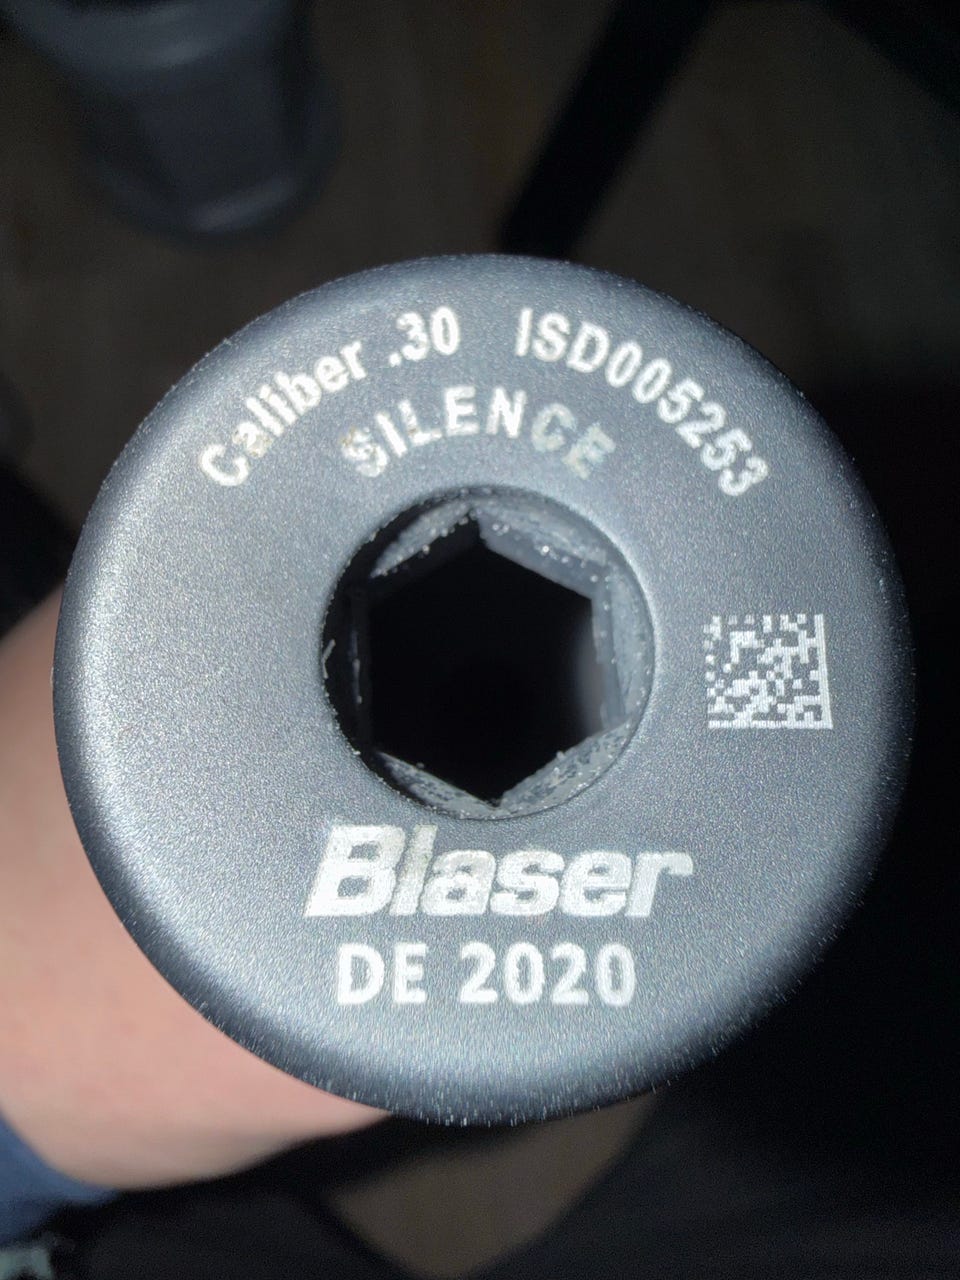 Caliber .30 ISD005253
SILENCE
Blaser
DE 2020